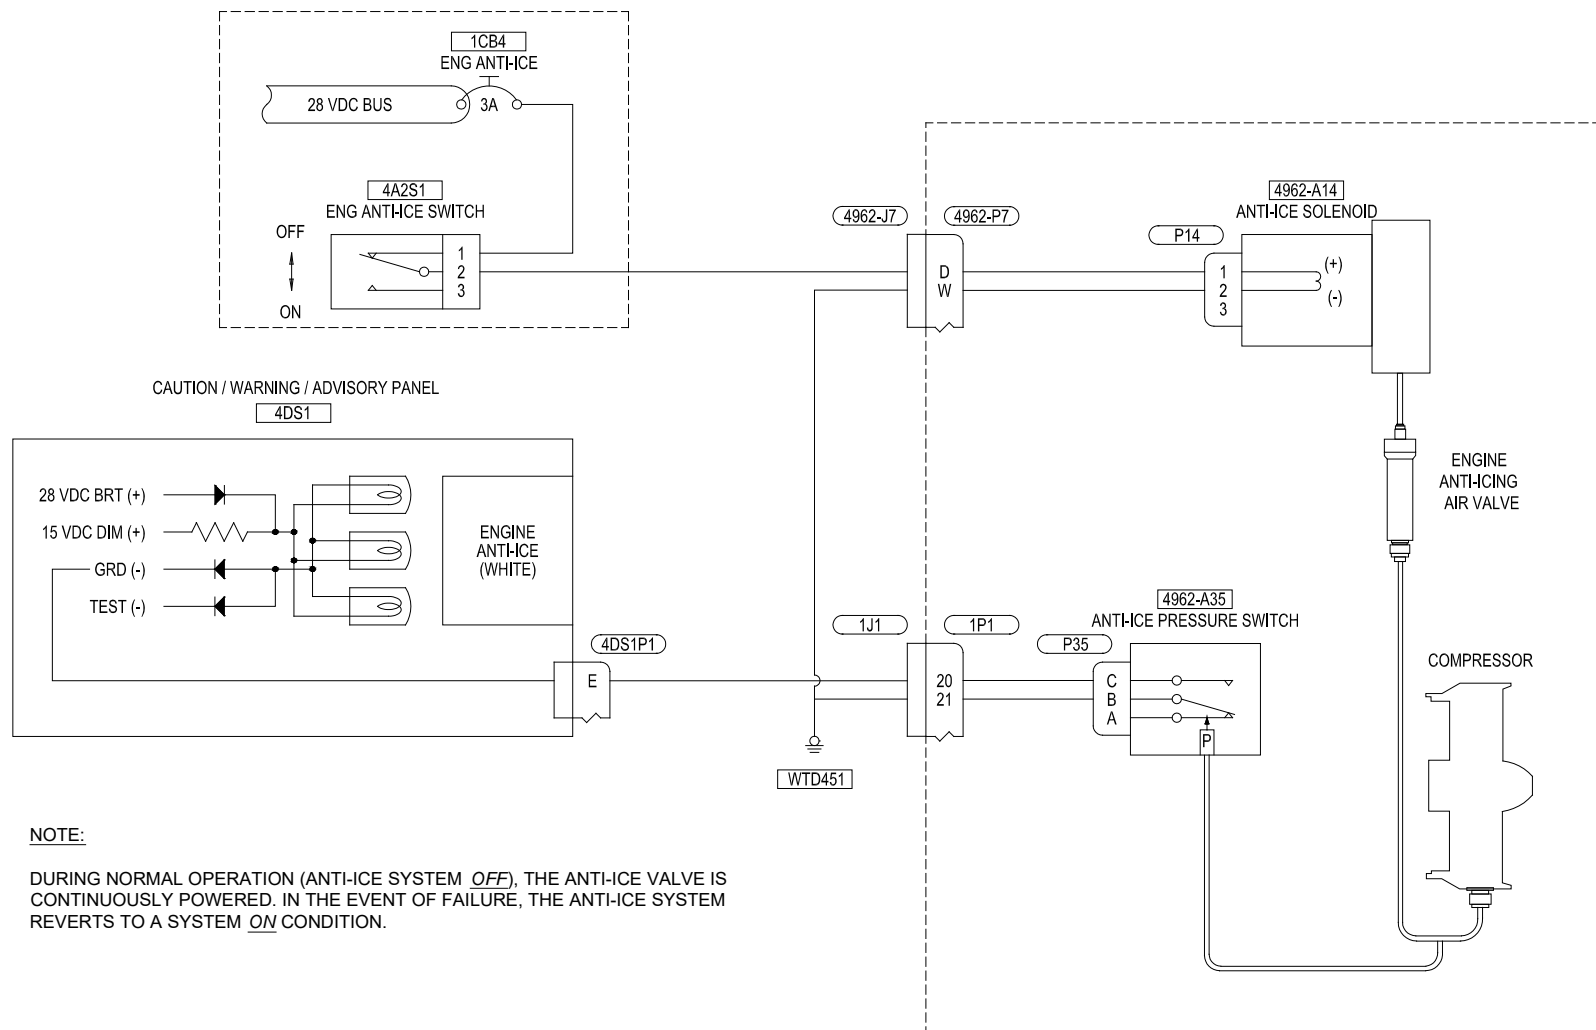 1CB4
ENG ANTI-ICE
28 VDC BUS
3A
4A2S1
ENG ANTI-ICE SWITCH
OFF
ON
1
2
3
4962-J7
4962-P7
D
W
P14
1
2
3
4962-A14
ANTI-ICE SOLENOID
(+)
(-)
CAUTION / WARNING / ADVISORY PANEL
4DS1
28 VDC BRT (+)
15 VDC DIM (+)
GRD (-)
TEST (-)
ENGINE
ANTI-ICE
(WHITE)
4DS1P1
E
ENGINE
ANTI-ICING
AIR VALVE
1J1
1P1
20
21
P35
C
B
A
4962-A35
ANTI-ICE PRESSURE SWITCH
P
COMPRESSOR
WTD451
NOTE:
DURING NORMAL OPERATION (ANTI-ICE SYSTEM OFF), THE ANTI-ICE VALVE IS
CONTINUOUSLY POWERED. IN THE EVENT OF FAILURE, THE ANTI-ICE SYSTEM
REVERTS TO A SYSTEM ON CONDITION.